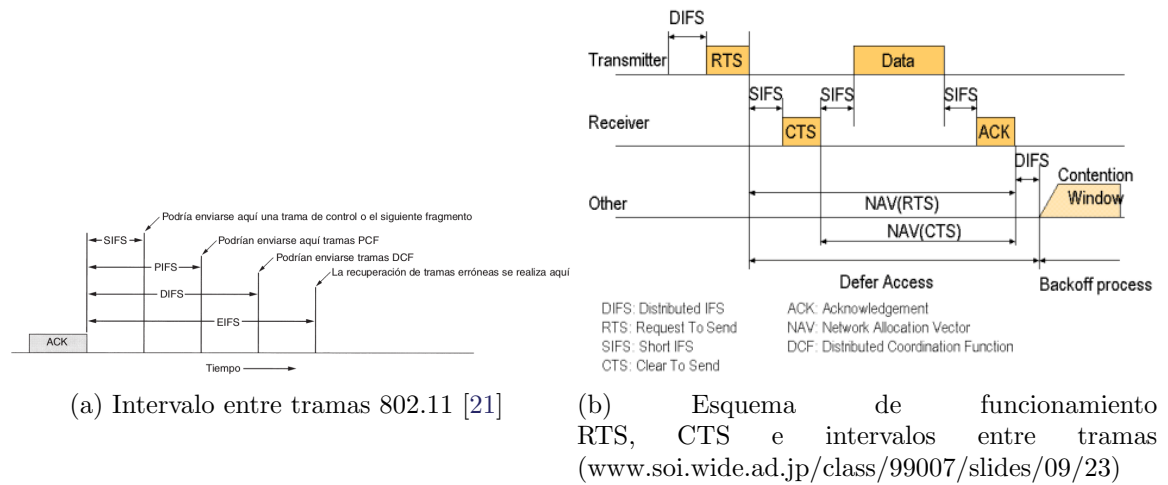 Podría enviarse aquí una trama de control o el siguiente fragmento
SIFS
Podrían enviarse aquí tramas PCF
PIFS
Podrían enviarse tramas DCF
DIFS
La recuperación de tramas erróneas se realiza aquí
EIFS
ACK
Tiempo
(a) Intervalo entre tramas 802.11 [21]
DIFS
Transmitter
RTS
Data
SIFS
SIFS
SIFS
Receiver
CTS
ACK
DIFS
Contention
Window
Other
NAV(RTS)
NAV(CTS)
Defer Access
Backoff process
DIFS: Distributed IFS
RTS: Request To Send
SIFS: Short IFS
CTS: Clear To Send
ACK: Acknowledgement
NAV: Network Allocation Vector
DCF: Distributed Coordination Function
(b) Esquema de funcionamiento
RTS, CTS e intervalos entre tramas
(www.soi.wide.ad.jp/class/99007/slides/09/23)